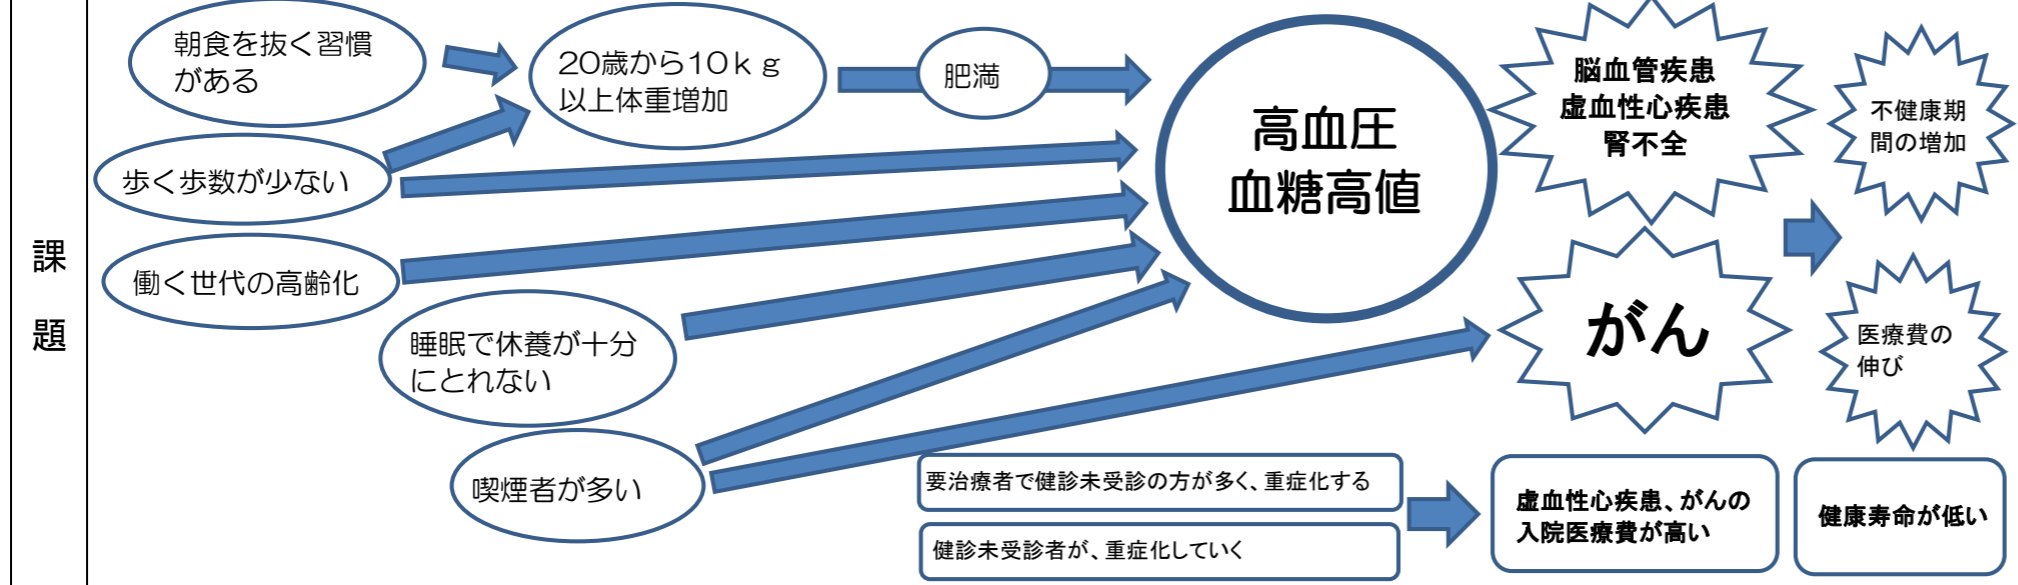 課
題
朝食を抜く習慣
がある
20歳から10kg
以上体重増加
肥満
歩く歩数が少ない
働く世代の高齢化
睡眠で休養が十分
にとれない
喫煙者が多い
高血圧
血糖高値
脳血管疾患
虚血性心疾患
腎不全
がん
不健康期
間の増加
医療費の
伸び
要治療者で健診未受診の方が多く、重症化する
健診未受診者が、重症化していく
虚血性心疾患、がんの
入院医療費が高い
健康寿命が低い